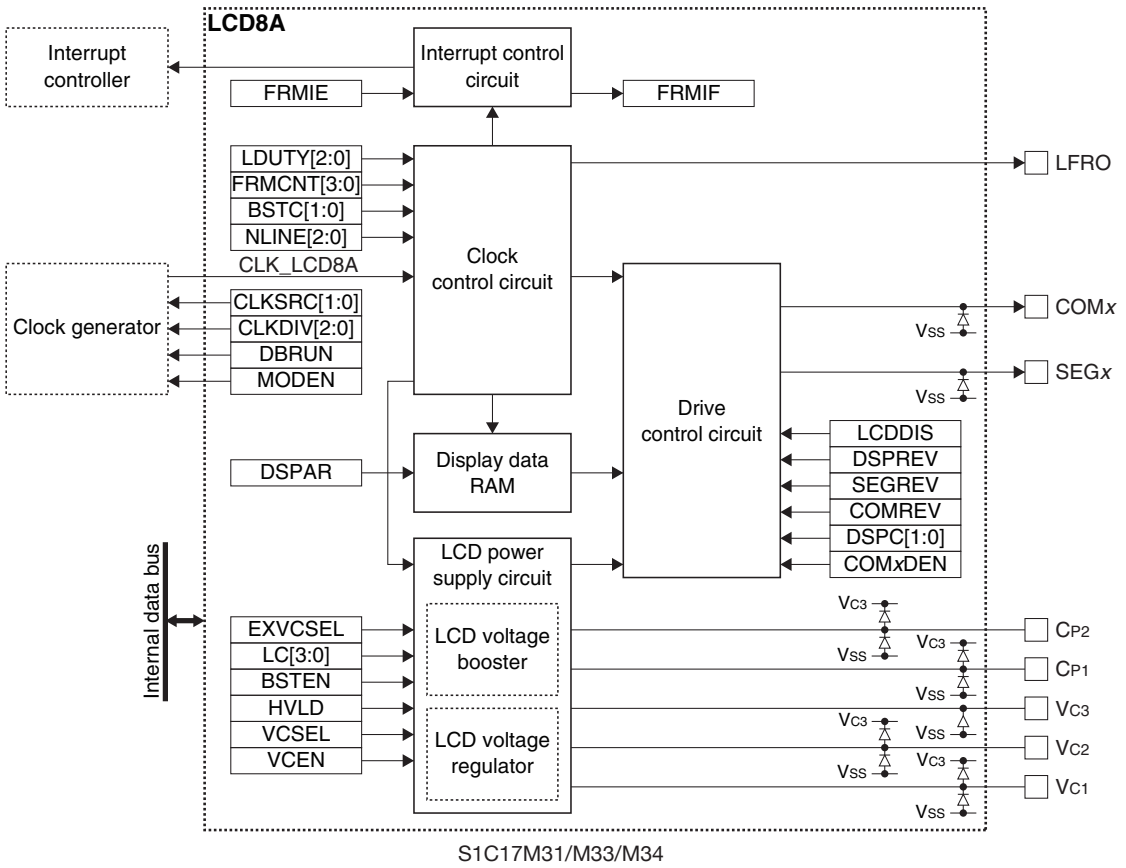 LCD8A
Interrupt
controller
Interrupt control
circuit
FRMIE
FRMIF
LDUTY[2:0]
FRMCNT[3:0]
BSTC[1:0]
NLINE[2:0]
CLK_LCD8A
Clock
control circuit
LFRO
Clock generator
CLKSRC[1:0]
CLKDIV[2:0]
DBRUN
MODEN
Drive
control circuit
COMx
VSS
SEGx
VSS
LCDDIS
DSPREV
SEGREV
COMREV
DSPC[1:0]
COMxDEN
DSPAR
Display data
RAM
Internal data bus
LCD power
supply circuit
LCD voltage
booster
LCD voltage
regulator
EXVCSEL
LC[3:0]
BSTEN
HVLD
VCSEL
VCEN
VC3
VSS
CP2
VC3
VSS
CP1
VSS
VC3
VC3
VSS
VC2
VC3
VSS
VC1
S1C17M31/M33/M34